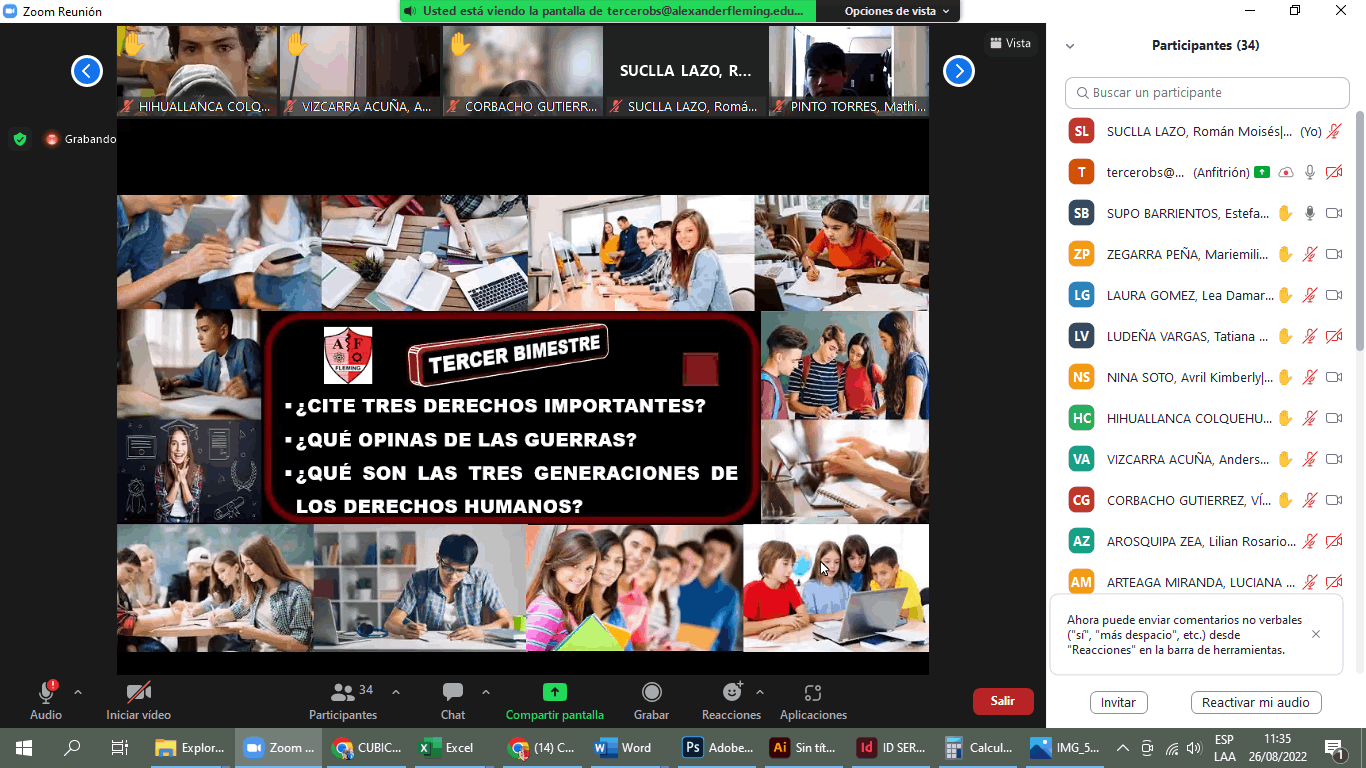 Zoom Reunión
Usted está viendo la pantalla de tercerobs@alexanderfleming.edu...
Opciones de vista
HIHUALLANCA COLQ...
VIZCARRA ACUÑA, A...
CORBACHO GUTIERR...
SUCLLA LAZO, R...
SUCLLA LAZO, Romá...
PINTO TORRES, Mathi...
Vista
Grabando
A F
FLEMING
TERCER BIMESTRE
▪ ¿CITE TRES DERECHOS IMPORTANTES?
▪ ¿QUÉ OPINAS DE LAS GUERRAS?
▪ ¿QUÉ SON LAS TRES GENERACIONES DE
LOS DERECHOS HUMANOS?
Participantes (34)
Buscar un participante
SL SUCLLA LAZO, Román Moisés|... (Yo)
T tercerobs@... (Anfitrión)
SB SUPO BARRIENTOS, Estefa...
ZP ZEGARRA PEÑA, Mariemili...
LG LAURA GOMEZ, Lea Damar...
LV LUDEÑA VARGAS, Tatiana ...
NS NINA SOTO, Avril Kimberly|...
HC HIHUALLANCA COLQUEHU...
VA VIZCARRA ACUÑA, Anders...
CG CORBACHO GUTIERREZ, VÍ...
AZ AROSQUIPA ZEA, Lilian Rosario...
AM ARTEAGA MIRANDA, LUCIANA ...
Ahora puede enviar comentarios no verbales
("sí", "más despacio", etc.) desde
"Reacciones" en la barra de herramientas.
Invitar
Reactivar mi audio
Audio
Iniciar vídeo
34
Participantes
Chat
Compartir pantalla
Grabar
Reacciones
Aplicaciones
Salir
Explor...
Zoom ...
CUBIC...
Excel
(14) C...
Word
Ps Adobe...
Ai Sin tít...
Id ID SER...
Calcul...
IMG_5...
ESP
LAA
11:35
26/08/2022
1